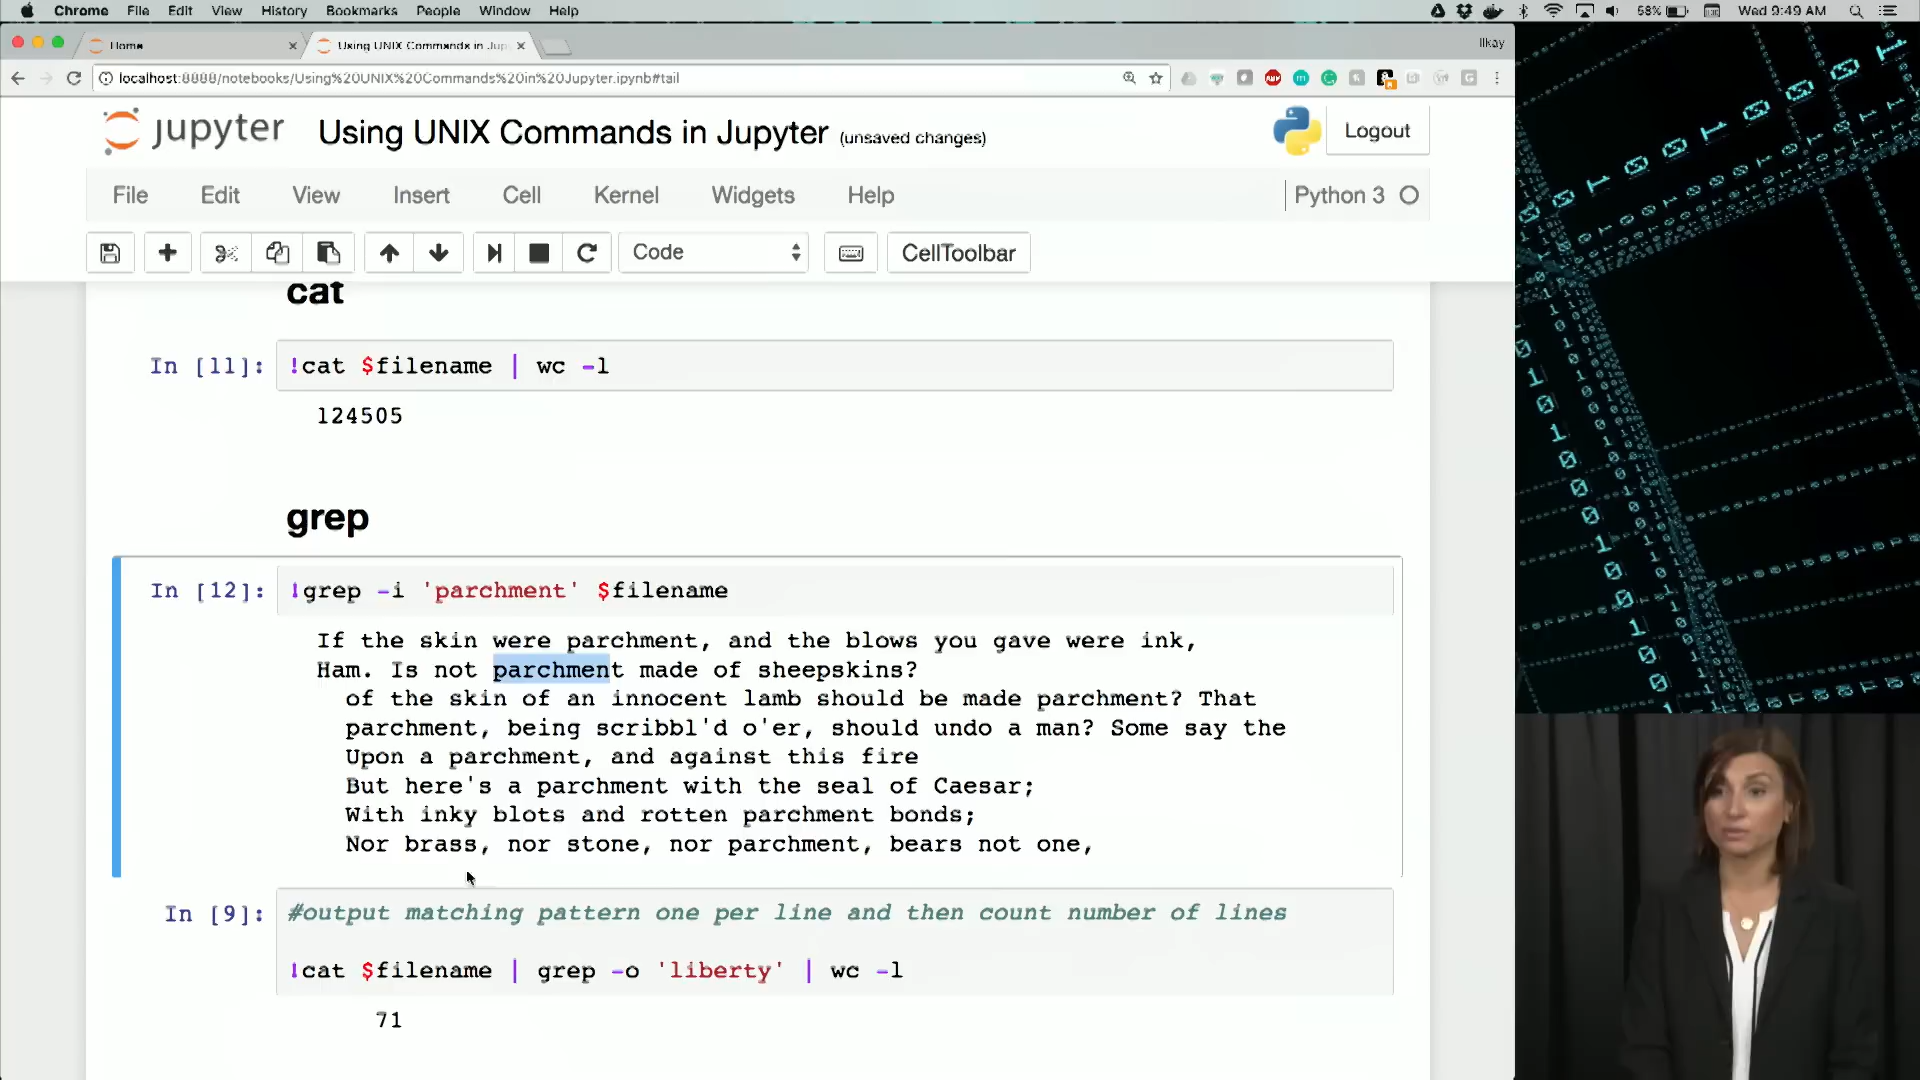 Chrome File Edit View History Bookmarks People Window Help
58% Wed 9:49 AM
Home
Using UNIX Commands in Jup
Ilkay
localhost:8888/notebooks/Using%20UNIX%20Commands%20in%20Jupyter.ipynb#tail
jupyter Using UNIX Commands in Jupyter (unsaved changes)
Logout
File Edit View Insert Cell Kernel Widgets Help
Python 3
Code
CellToolbar
cat
In [11]: !cat $filename | wc -l
124505
grep
In [12]: !grep -i 'parchment' $filename
If the skin were parchment, and the blows you gave were ink,
Ham. Is not parchment made of sheepskins?
of the skin of an innocent lamb should be made parchment? That
parchment, being scribbl'd o'er, should undo a man? Some say the
Upon a parchment, and against this fire
But here's a parchment with the seal of Caesar;
With inky blots and rotten parchment bonds;
Nor brass, nor stone, nor parchment, bears not one,
In [9]: #output matching pattern one per line and then count number of lines
!cat $filename | grep -o 'liberty' | wc -l
71